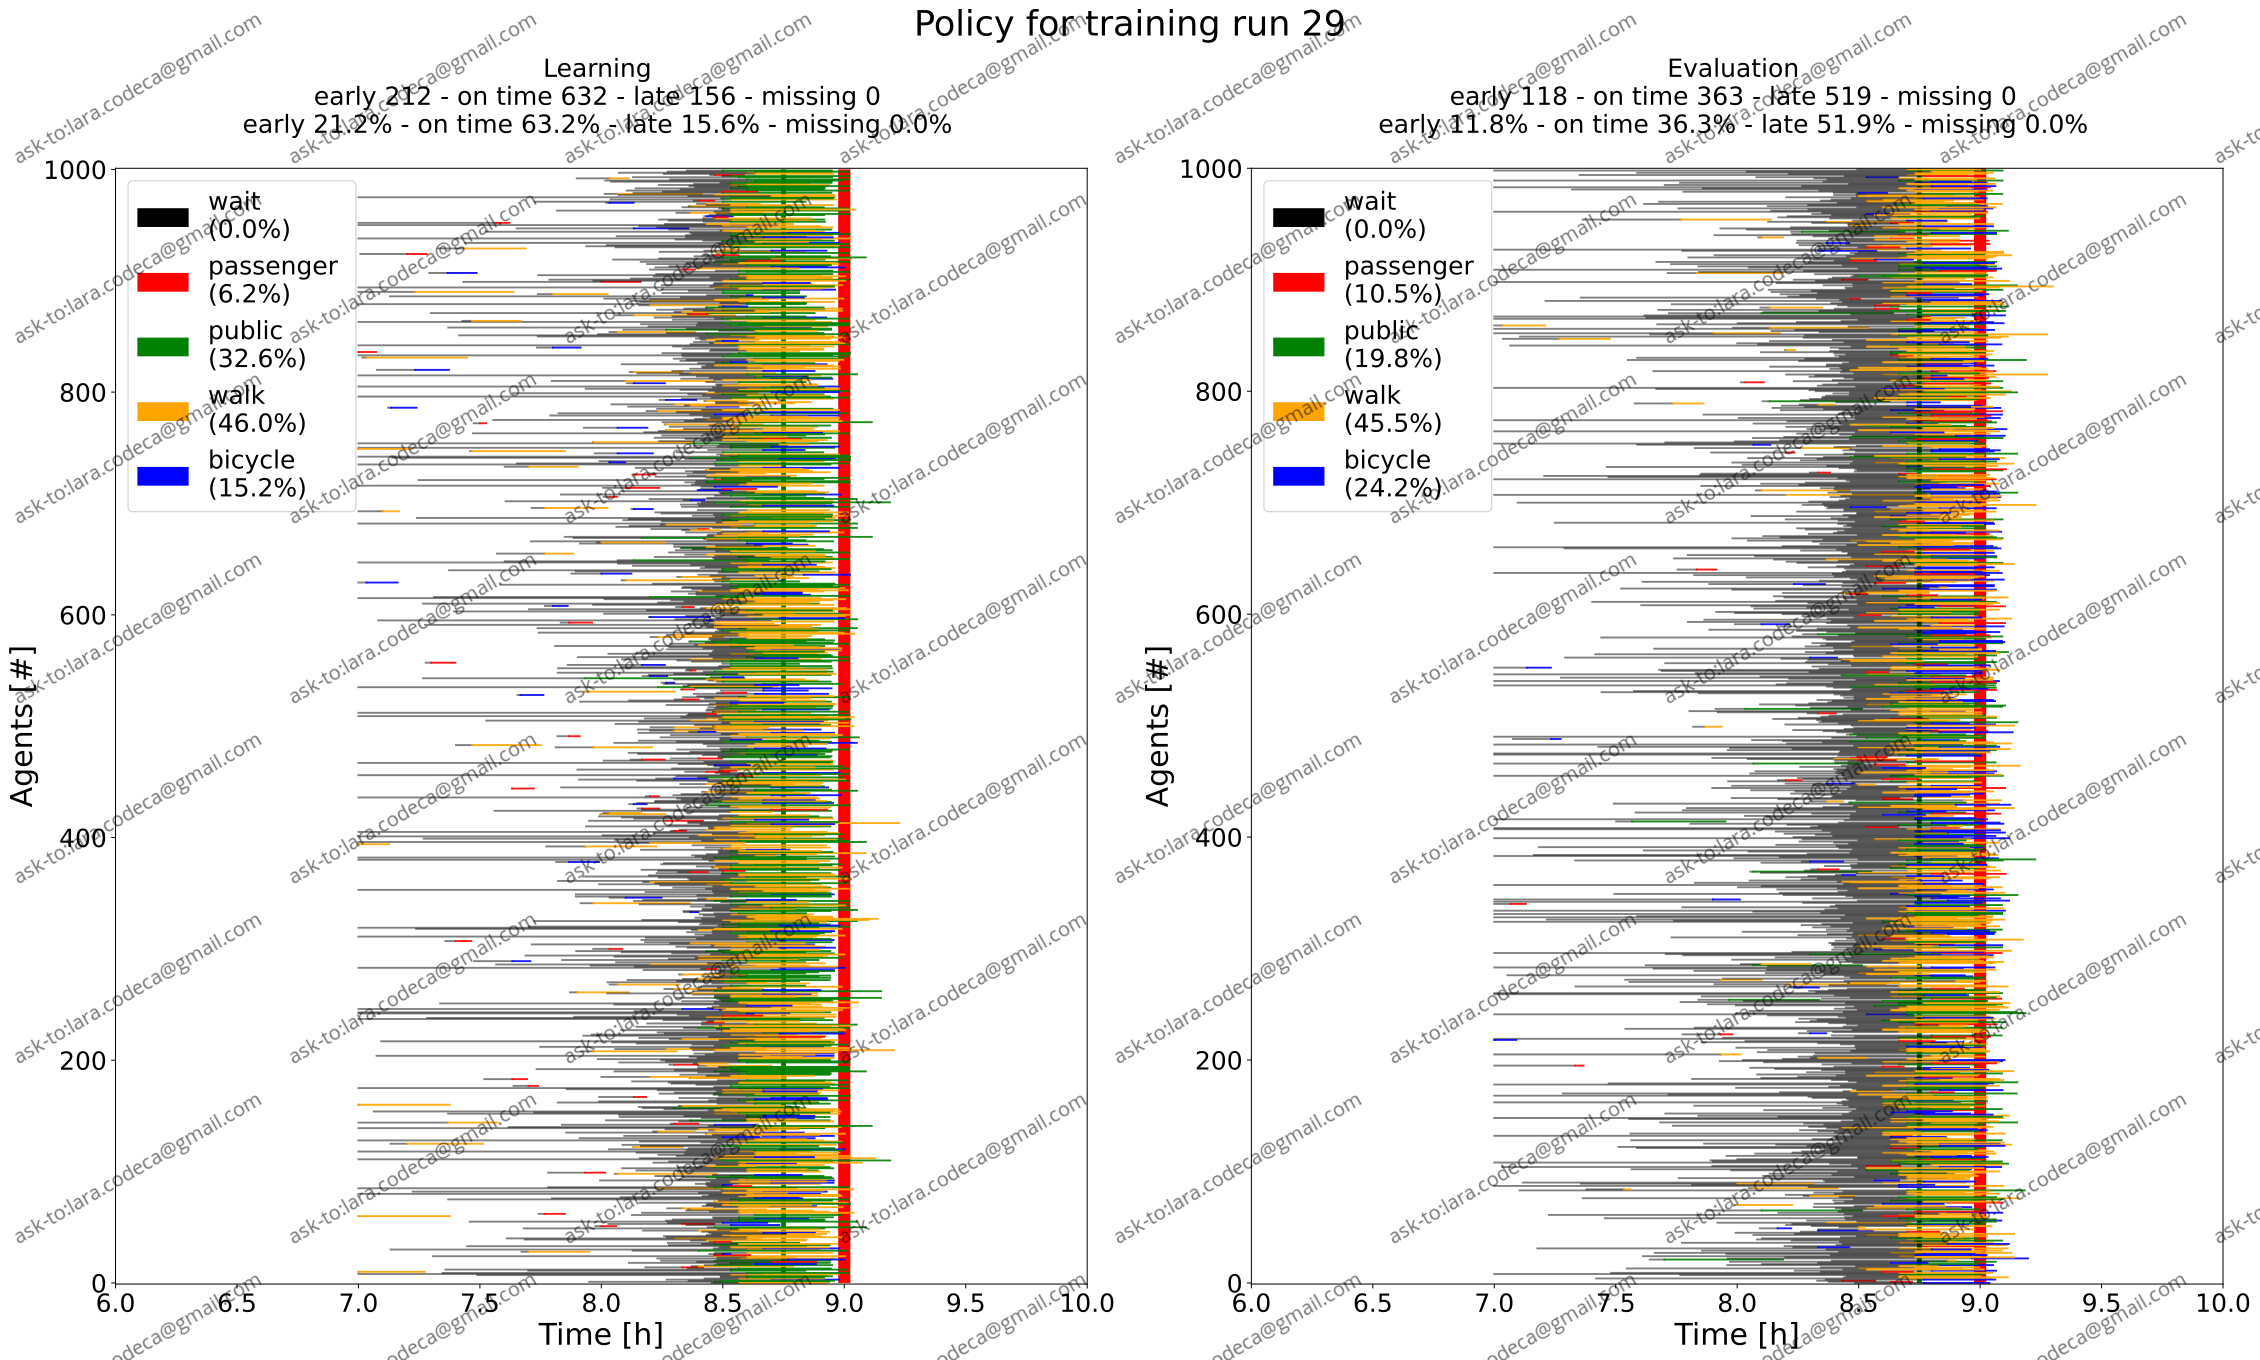 Policy for training run 29
Learning
early 212 - on time 632 - late 156 - missing 0
early 21.2% - on time 63.2% - late 15.6% - missing 0.0%
1000
800
600
400
200
0
Agents [#]
wait
(0.0%)
passenger
(6.2%)
public
(32.6%)
walk
(46.0%)
bicycle
(15.2%)
6.0 6.5 7.0 7.5 8.0 8.5 9.0 9.5 10.0
Time [h]
Evaluation
early 118 - on time 363 - late 519 - missing 0
early 11.8% - on time 36.3% - late 51.9% - missing 0.0%
1000
800
600
400
200
0
Agents [#]
wait
(0.0%)
passenger
(10.5%)
public
(19.8%)
walk
(45.5%)
bicycle
(24.2%)
6.0 6.5 7.0 7.5 8.0 8.5 9.0 9.5 10.0
Time [h]
ask-to:lara.codeca@gmail.com